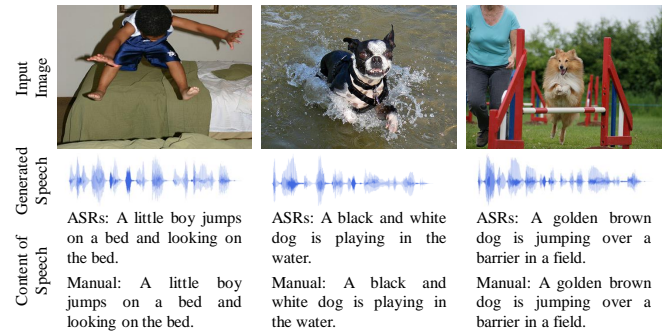 Input
Image
Generated
Speech
Content of
Speech
ASRs: A little boy jumps
on a bed and looking on
the bed.
Manual: A little boy
jumps on a bed and
looking on the bed.
ASRs: A black and white
dog is playing in the
water.
Manual: A black and
white dog is playing in
the water.
ASRs: A golden brown
dog is jumping over a
barrier in a field.
Manual: A golden brown
dog is jumping over a
barrier in a field.